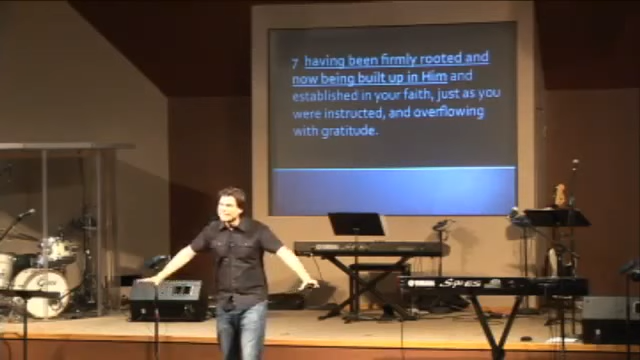 7 having been firmly rooted and
now being built up in Him and
established in your faith, just as you
were instructed, and overflowing
with gratitude.
YAMAHA